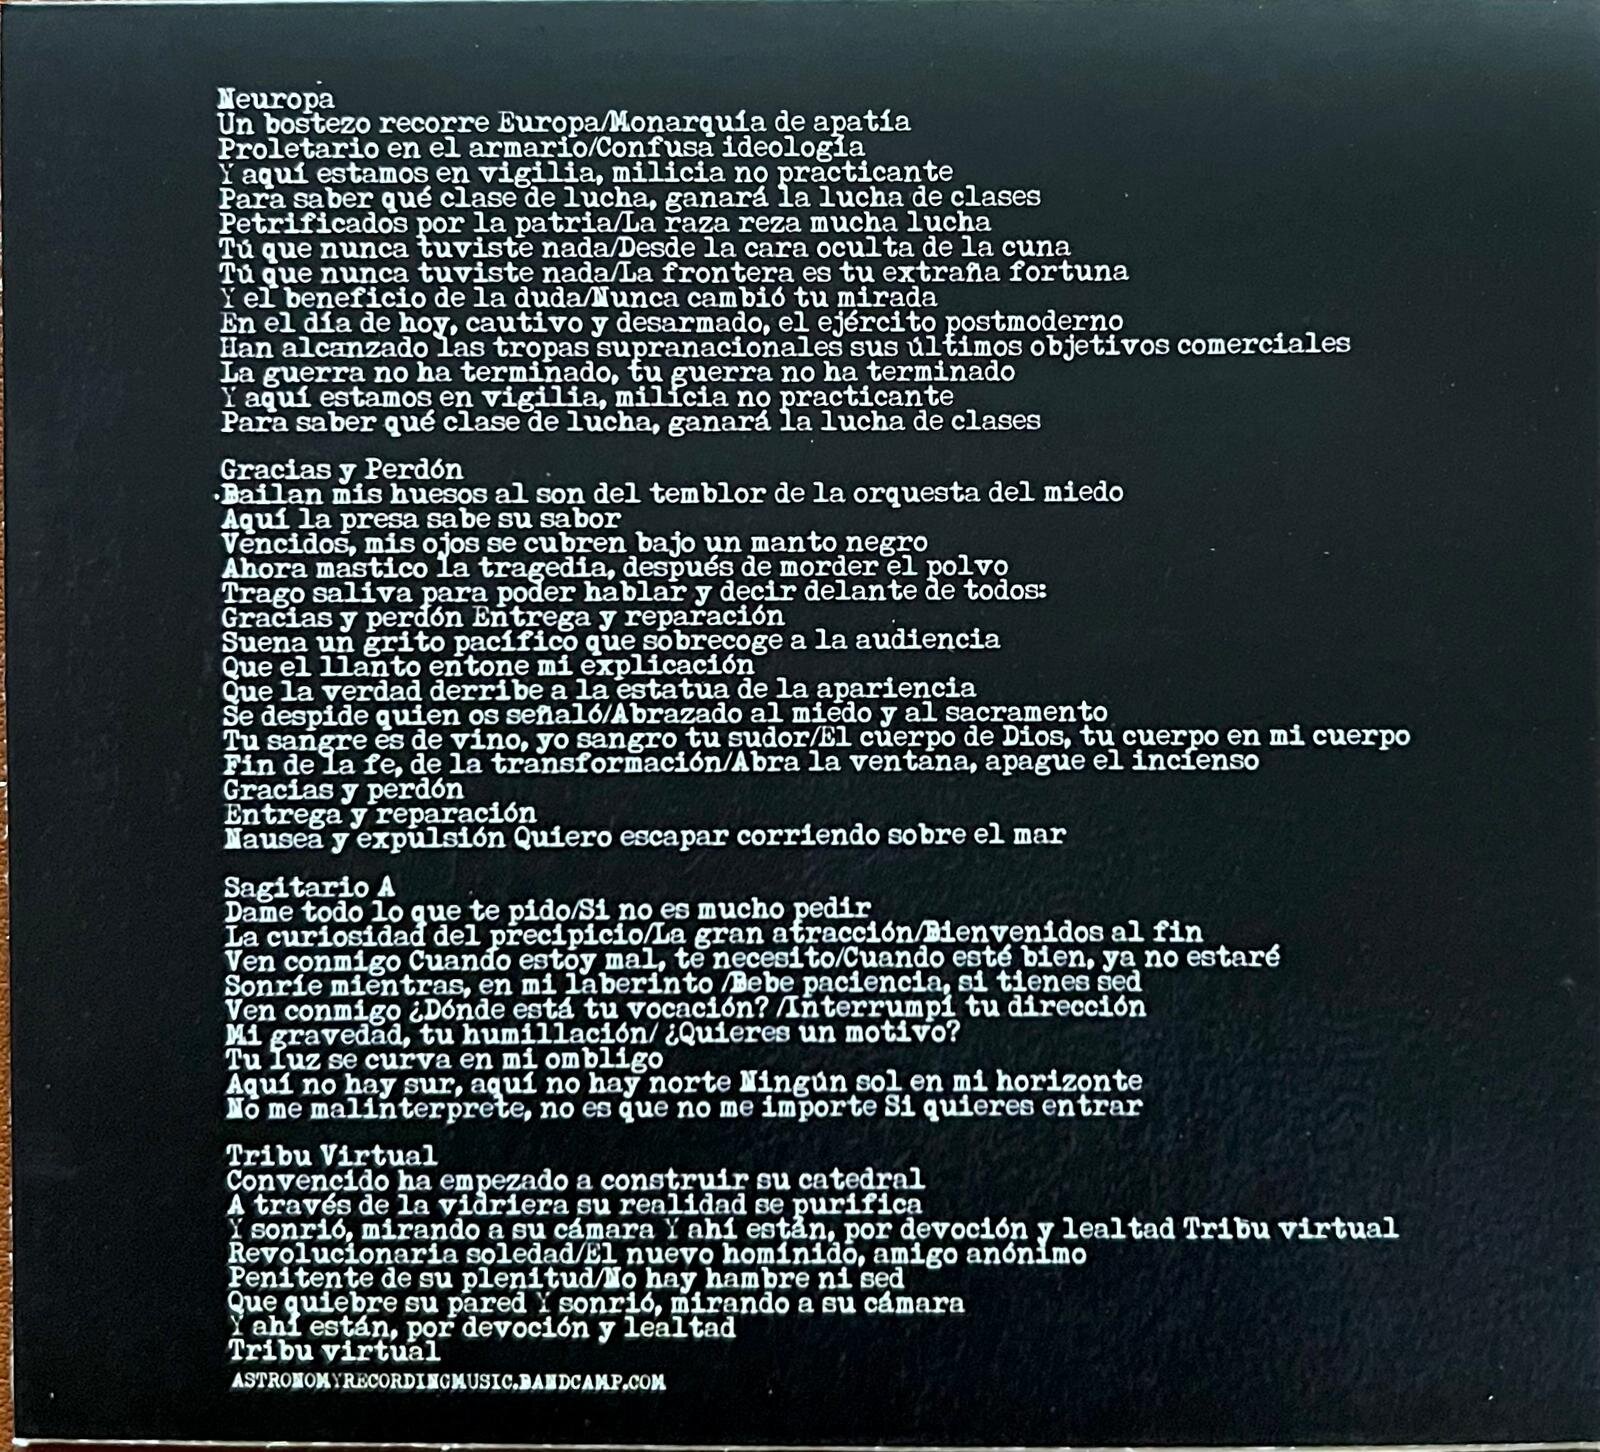 Neuropa
Un bostezo recorre Europa/Monarquía de apatía
Proletario en el armario/Confusa ideología
Y aquí estamos en vigilia, milicia no practicante
Para saber qué clase de lucha, ganará la lucha de clases
Petrificados por la patria/La raza reza mucha lucha
Tú que nunca tuviste nada/Desde la cara oculta de la cuna
Tú que nunca tuviste nada/La frontera es tu extraña fortuna
Y el beneficio de la duda/Nunca cambió tu mirada
En el día de hoy, cautivo y desarmado, el ejército postmoderno
Han alcanzado las tropas supranacionales sus últimos objetivos comerciales
La guerra no ha terminado, tu guerra no ha terminado
Y aquí estamos en vigilia, milicia no practicante
Para saber qué clase de lucha, ganará la lucha de clases
Gracias y Perdón
Bailan mis huesos al son del temblor de la orquesta del miedo
Aquí la presa sabe su sabor
Vencidos, mis ojos se cubren bajo un manto negro
Ahora mastico la tragedia, después de morder el polvo
Trago saliva para poder hablar y decir delante de todos:
Gracias y perdón Entrega y reparación
Suena un grito pacífico que sobrecoge a la audiencia
Que el llanto entone mi explicación
Que la verdad derribe a la estatua de la apariencia
Se despide quien os señaló/Abrazado al miedo y al sacramento
Tu sangre es de vino, yo sangro tu sudor/El cuerpo de Dios, tu cuerpo en mi cuerpo
Fin de la fe, de la transformación/Abra la ventana, apague el incienso
Gracias y perdón
Entrega y reparación
Nausea y expulsión Quiero escapar corriendo sobre el mar
Sagitario A
Dame todo lo que te pido/Si no es mucho pedir
La curiosidad del precipicio/La gran atracción/Bienvenidos al fin
Ven conmigo Cuando estoy mal, te necesito/Cuando esté bien, ya no estaré
Sonríe mientras, en mi laberinto /Bebe paciencia, si tienes sed
Ven conmigo ¿Dónde está tu vocación? /Interrumpí tu dirección
Mi gravedad, tu humillación/ ¿Quieres un motivo?
Tu luz se curva en mi ombligo
Aquí no hay sur, aquí no hay norte Ningún sol en mi horizonte
No me malinterprete, no es que no me importe Si quieres entrar
Tribu Virtual
Convencido ha empezado a construir su catedral
A través de la vidriera su realidad se purifica
Y sonrió, mirando a su cámara Y ahí están, por devoción y lealtad Tribu virtual
Revolucionaria soledad/El nuevo homínido, amigo anónimo
Penitente de su plenitud/No hay hambre ni sed
Que quiebre su pared Y sonrió, mirando a su cámara
Y ahí están, por devoción y lealtad
Tribu virtual
ASTRONOMYRECORDINGMUSIC.BANDCAMP.COM